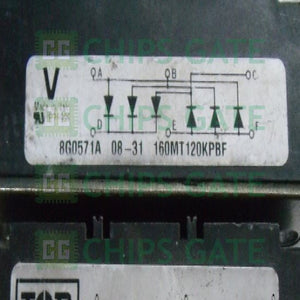 CHIPS GATE
V
A
B
C
D
E
8G0571A 08-31 160MT120KPBF
CHIPS GATE
CHIPS GATE